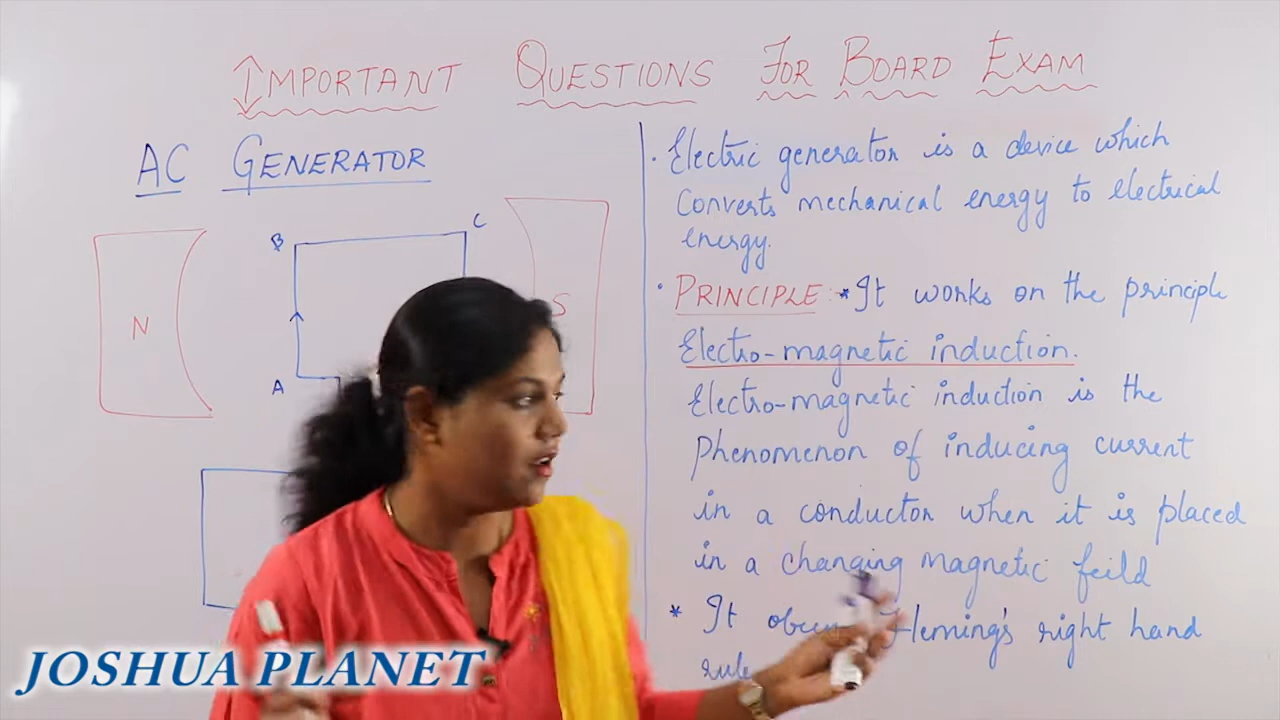 IMPORTANT QUESTIONS FOR BOARD EXAM
AC GENERATOR
B
C
N
S
A
. Electric generator is a device which
converts mechanical energy to electrical
energy.
. PRINCIPLE: * It works on the principle
Electro-magnetic induction.
Electro-magnetic induction is the
phenomenon of inducing current
in a conductor when it is placed
in a changing magnetic feild
* It Fleming's right hand
rule
JOSHUA PLANET